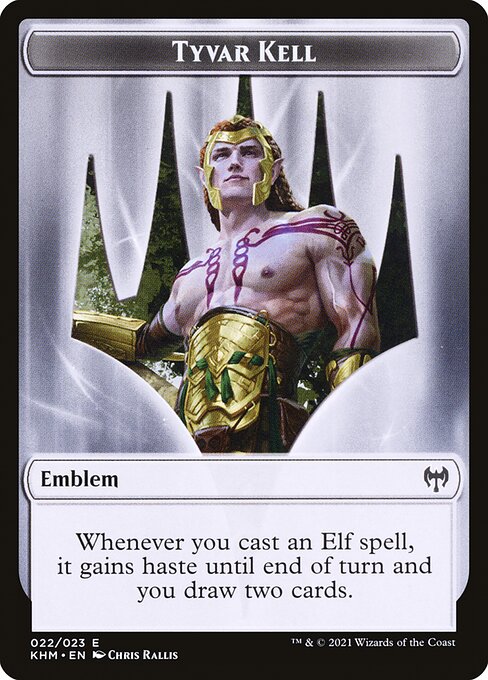 Tyvar Kell
Emblem
Whenever you cast an Elf spell,
it gains haste until end of turn and
you draw two cards.
022/023 E
KHM • EN Chris Rallis
™ & © 2021 Wizards of the Coast